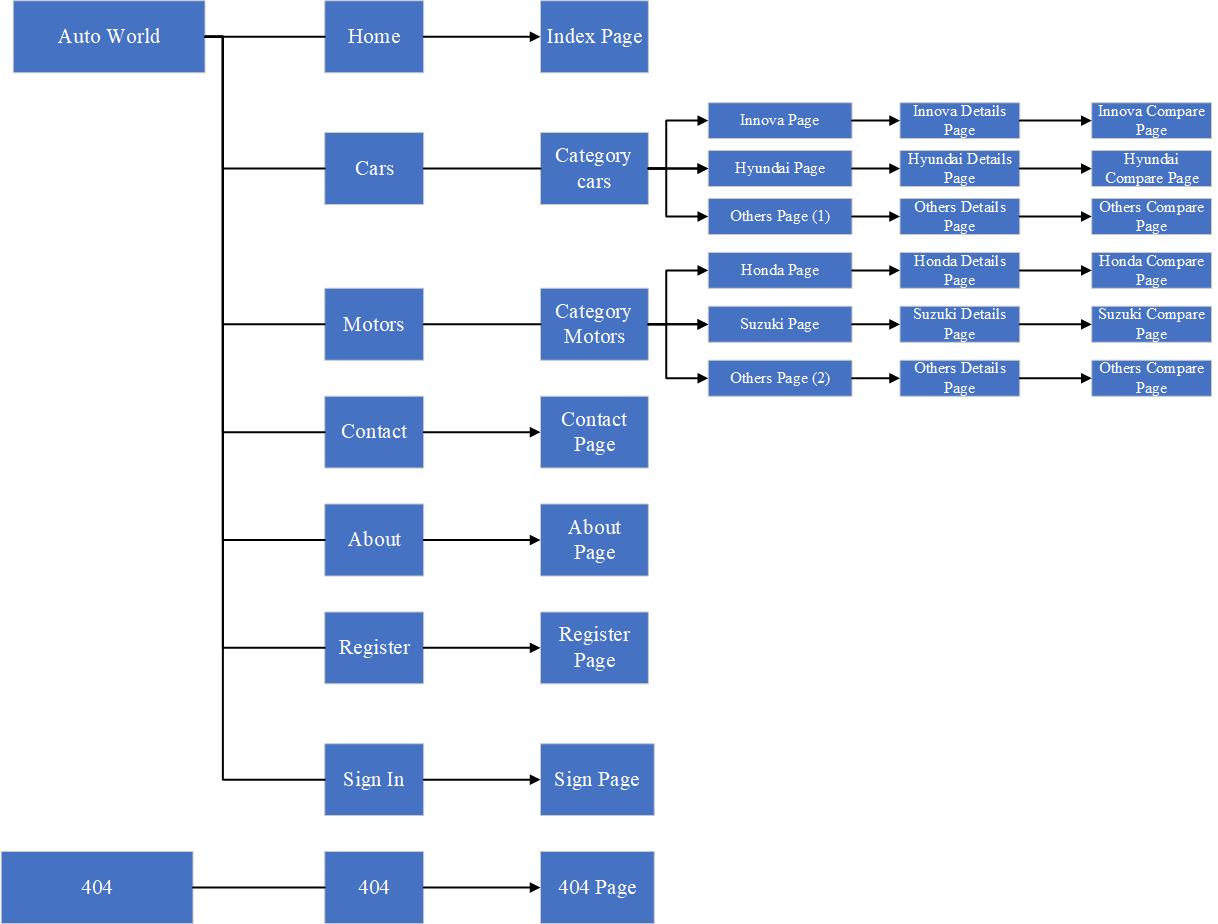 Auto World
Home
Index Page
Cars
Category
cars
Innova Page
Innova Details
Page
Innova Compare
Page
Hyundai Page
Hyundai Details
Page
Hyundai
Compare Page
Others Page (1)
Others Details
Page
Others Compare
Page
Motors
Category
Motors
Honda Page
Honda Details
Page
Honda Compare
Page
Suzuki Page
Suzuki Details
Page
Suzuki Compare
Page
Others Page (2)
Others Details
Page
Others Compare
Page
Contact
Contact
Page
About
About
Page
Register
Register
Page
Sign In
Sign Page
404
404
404 Page